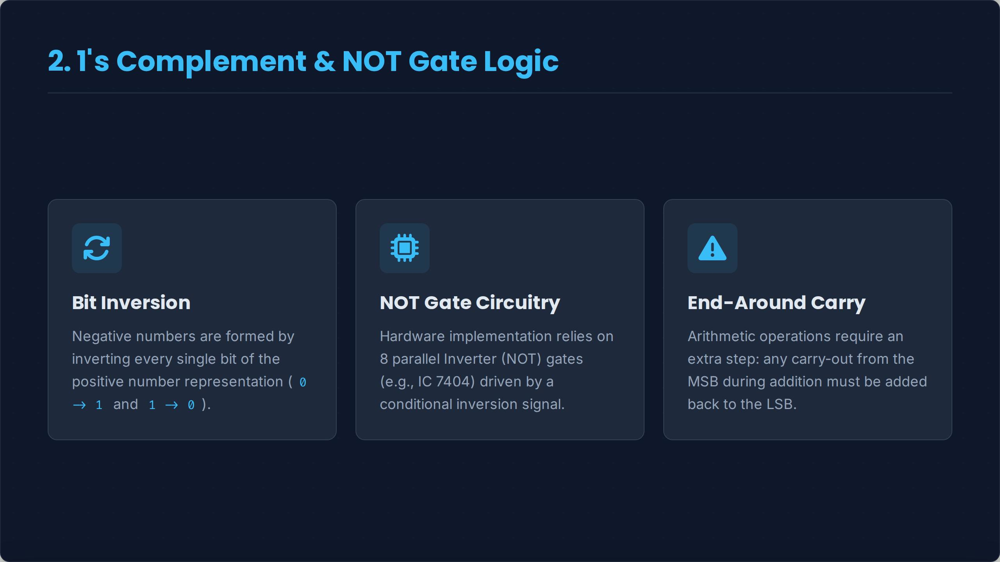 2. 1's Complement & NOT Gate Logic
Bit Inversion
Negative numbers are formed by
inverting every single bit of the
positive number representation ( 0
→ 1 and 1 → 0 ).
NOT Gate Circuitry
Hardware implementation relies on
8 parallel Inverter (NOT) gates
(e.g., IC 7404) driven by a
conditional inversion signal.
End-Around Carry
Arithmetic operations require an
extra step: any carry-out from the
MSB during addition must be added
back to the LSB.